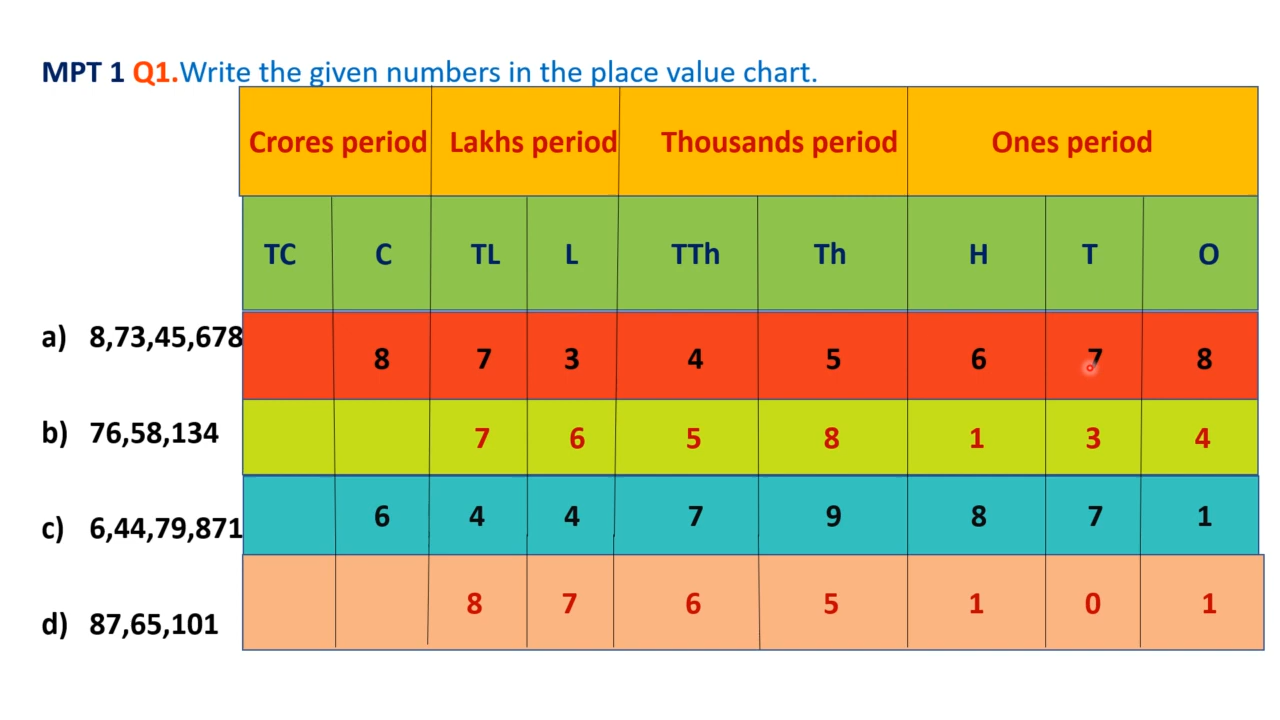 MPT 1 Q1.Write the given numbers in the place value chart.
Crores period Lakhs period Thousands period Ones period
TC C TL L TTh Th H T O
a) 8,73,45,678 8 7 3 4 5 6 7 8
b) 76,58,134 7 6 5 8 1 3 4
c) 6,44,79,871 6 4 4 7 9 8 7 1
d) 87,65,101 8 7 6 5 1 0 1